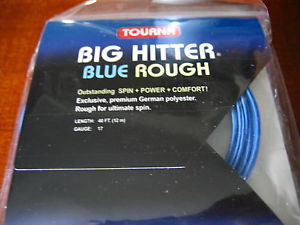 TOURNA
BIG HITTER®
BLUE ROUGH
Outstanding SPIN + POWER + COMFORT!
Exclusive, premium German polyester.
Rough for ultimate spin.
LENGTH: 40 FT. (12 m)
GAUGE: 17